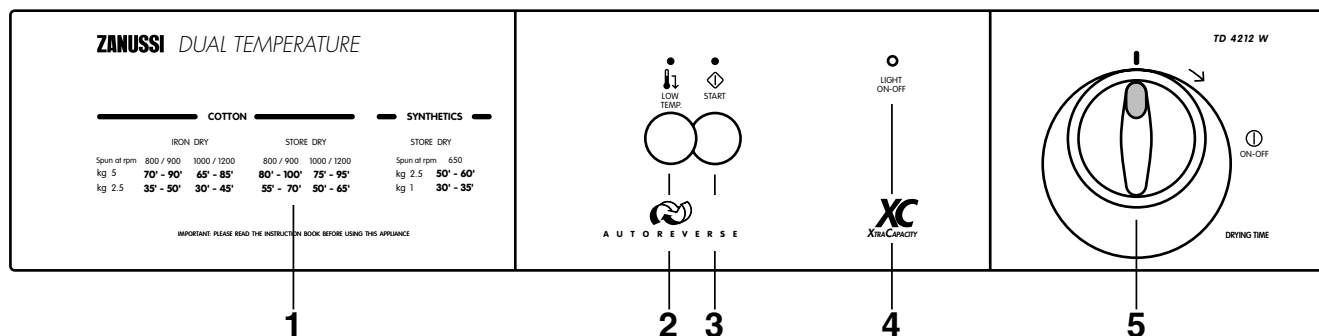 ZANUSSI DUAL TEMPERATURE
COTTON SYNTHETICS
IRON DRY STORE DRY STORE DRY
Spun at rpm 800 / 900 1000 / 1200 800 / 900 1000 / 1200 Spun at rpm 650
kg 5 70' - 90' 65' - 85' 80' - 100' 75' - 95' kg 2.5 50' - 60'
kg 2.5 35' - 50' 30' - 45' 55' - 70' 50' - 65' kg 1 30' - 35'
IMPORTANT: PLEASE READ THE INSTRUCTION BOOK BEFORE USING THIS APPLIANCE
LOW
TEMP.
START
AUTOREVERSE
LIGHT
ON-OFF
XC
XTRACAPACITY
TD 4212 W
ON-OFF
DRYING TIME
1 2 3 4 5